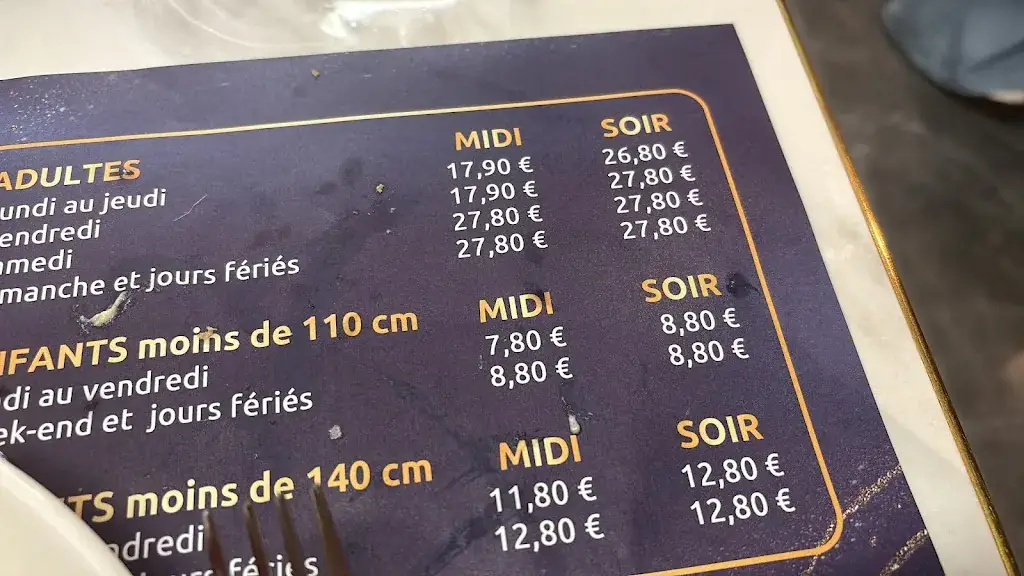 ADULTES MIDI SOIR
undi au jeudi 17,90 € 26,80 €
endredi 17,90 € 27,80 €
medi 27,80 € 27,80 €
manche et jours fériés 27,80 € 27,80 €
NFANTS moins de 110 cm MIDI SOIR
di au vendredi 7,80 € 8,80 €
ek-end et jours fériés 8,80 € 8,80 €
TS moins de 140 cm MIDI SOIR
ndredi 11,80 € 12,80 €
jours fériés 12,80 € 12,80 €